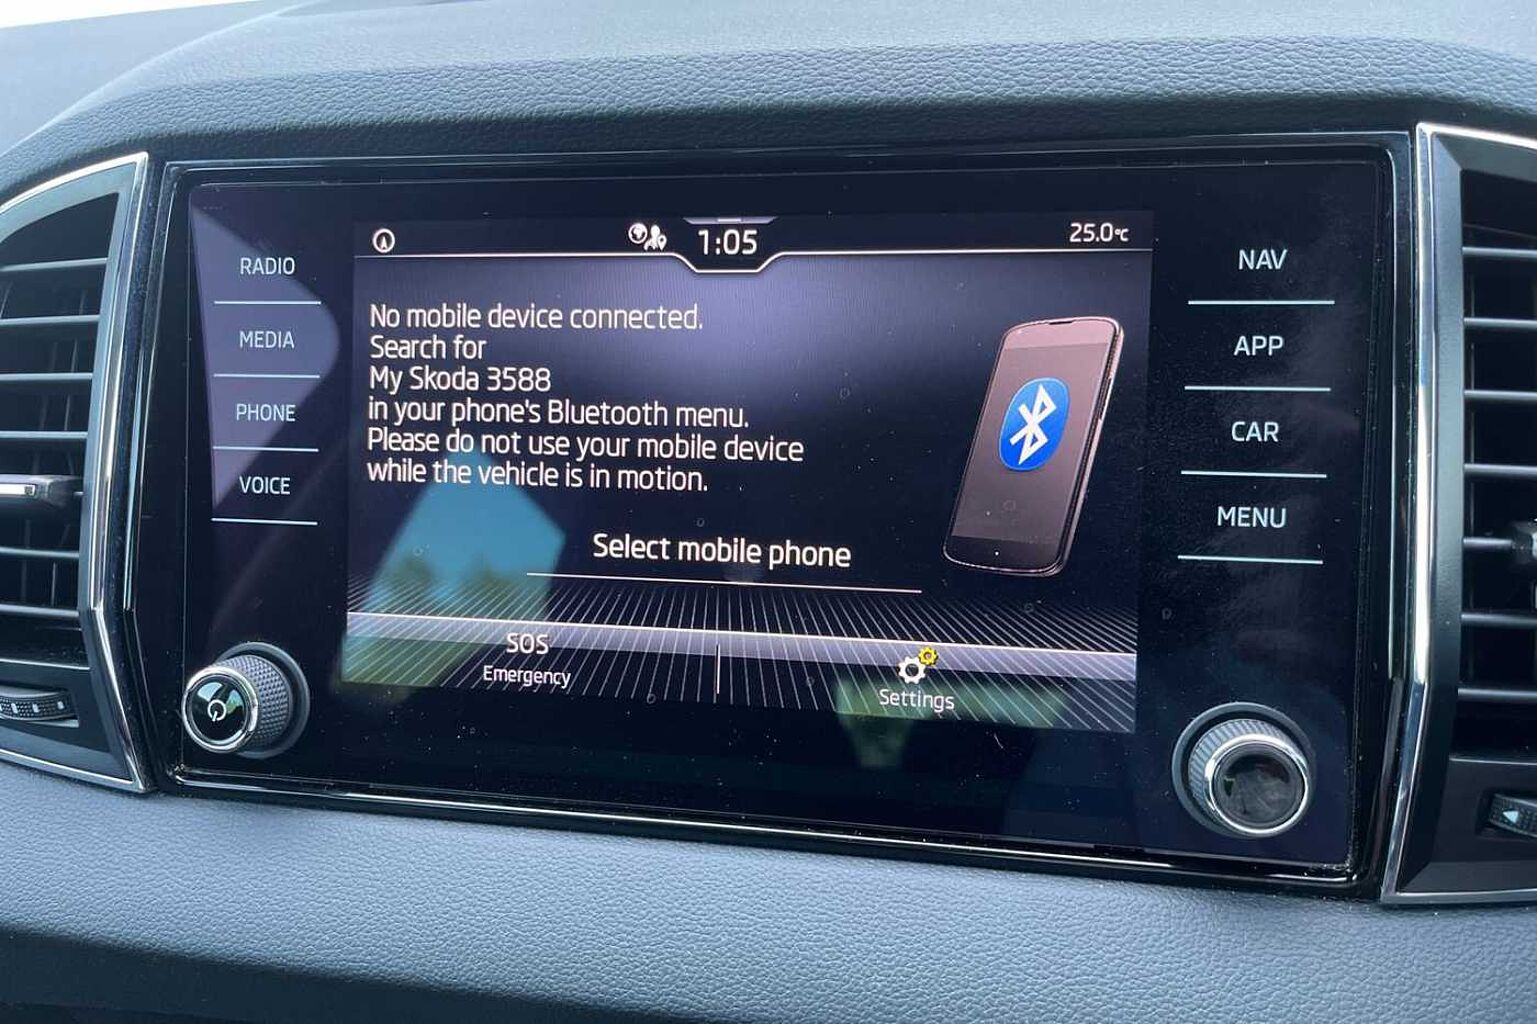 1:05
25.0°C
RADIO
MEDIA
PHONE
VOICE
No mobile device connected.
Search for
My Skoda 3588
in your phone's Bluetooth menu.
Please do not use your mobile device
while the vehicle is in motion.
Select mobile phone
SOS
Emergency
Settings
NAV
APP
CAR
MENU